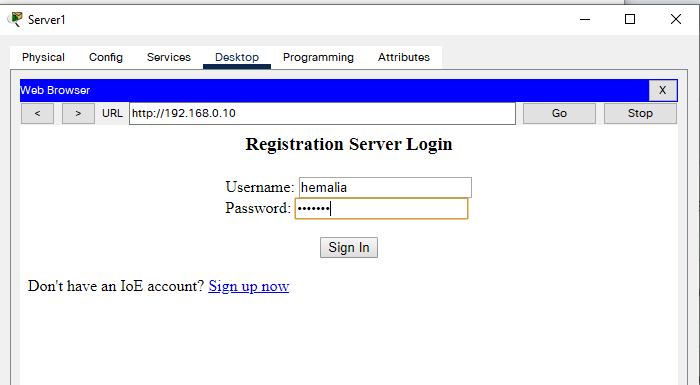 Server1
Physical Config Services Desktop Programming Attributes
Web Browser X
< > URL http://192.168.0.10 Go Stop
Registration Server Login
Username: hemalia
Password: •••••••
Sign In
Don't have an IoE account? Sign up now